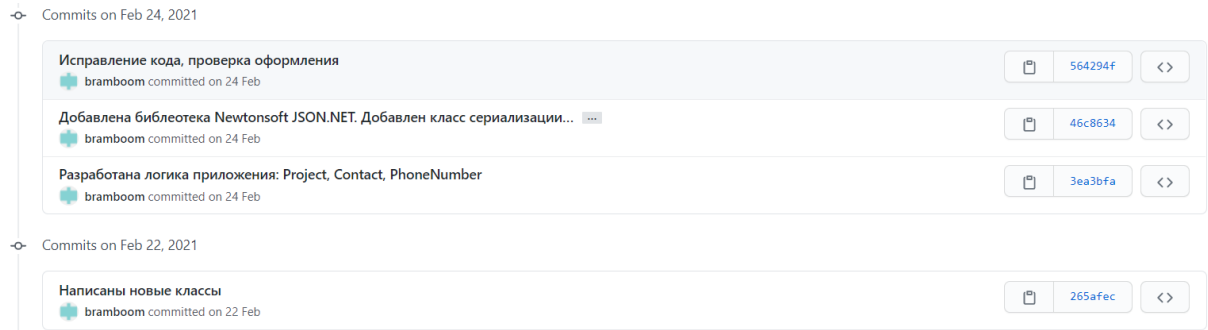 Commits on Feb 24, 2021
Исправление кода, проверка оформления
564294f
bramboom committed on 24 Feb
Добавлена библеотека Newtonsoft JSON.NET. Добавлен класс сериализации... ...
46c8634
bramboom committed on 24 Feb
Разработана логика приложения: Project, Contact, PhoneNumber
3ea3bfa
bramboom committed on 24 Feb
Commits on Feb 22, 2021
Написаны новые классы
265afec
bramboom committed on 22 Feb